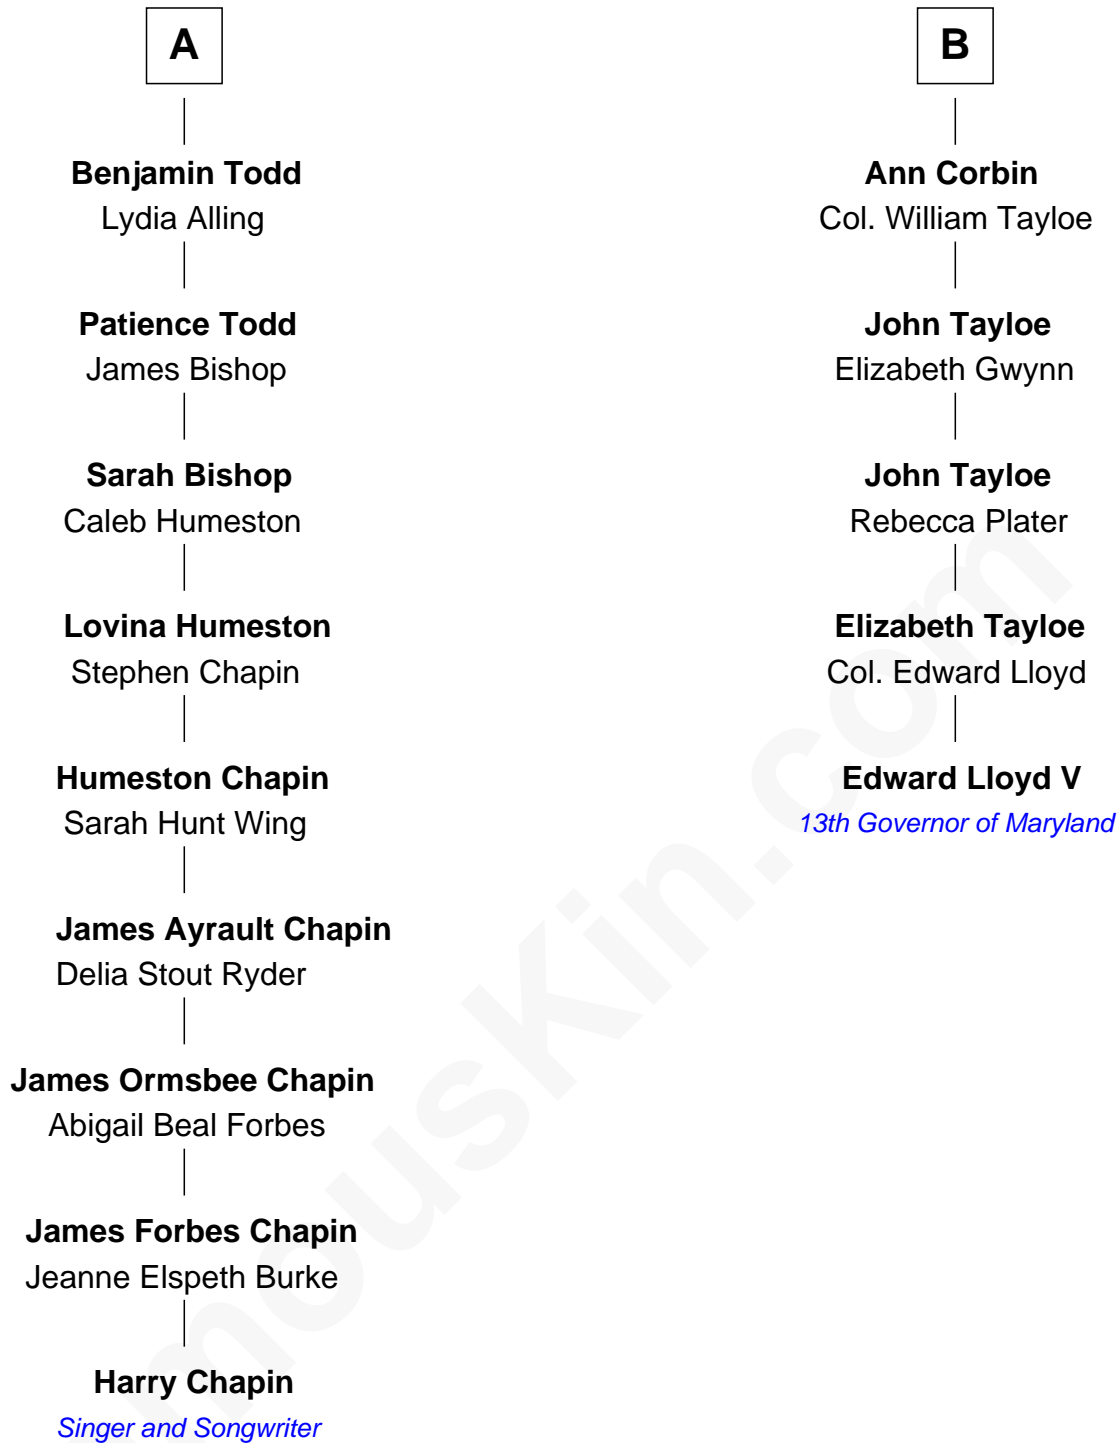 A
Benjamin Todd
Lydia Alling
Patience Todd
James Bishop
Sarah Bishop
Caleb Humeston
Lovina Humeston
Stephen Chapin
Humeston Chapin
Sarah Hunt Wing
James Ayrault Chapin
Delia Stout Ryder
James Ormsbee Chapin
Abigail Beal Forbes
James Forbes Chapin
Jeanne Elspeth Burke
Harry Chapin
Singer and Songwriter
B
Ann Corbin
Col. William Tayloe
John Tayloe
Elizabeth Gwynn
John Tayloe
Rebecca Plater
Elizabeth Tayloe
Col. Edward Lloyd
Edward Lloyd V
13th Governor of Maryland
mousKin.com